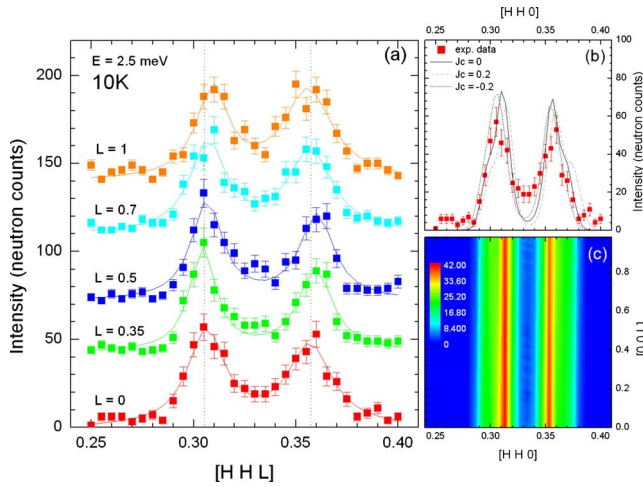 [H H 0]
0.25 0.30 0.35 0.40
(a)
E = 2.5 meV
10K
L = 1
L = 0.7
L = 0.5
L = 0.35
L = 0
200
150
100
50
0
Intensity (neutron counts)
0.25 0.30 0.35 0.40
[H H L]
(b)
exp. data
Jc = 0
Jc = 0.2
Jc = -0.2
100
80
60
40
20
0
Intensity (neutron counts)
(c)
42.00
33.60
25.20
16.80
8.400
0
1.0
0.8
0.6
0.4
0.2
0.0
[0 0 L]
0.25 0.30 0.35 0.40
[H H 0]